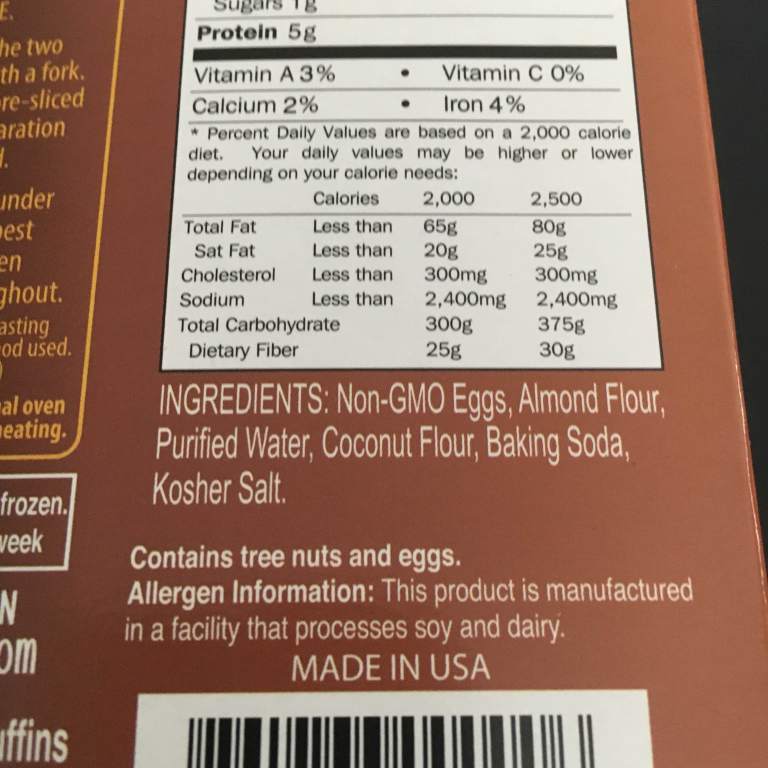 E.
he two
th a fork.
re-sliced
aration
under
est
en
ghout.
asting
od used.
al oven
eating.
frozen.
week
N
om
uffins
Sugars 1g
Protein 5g
Vitamin A 3% • Vitamin C 0%
Calcium 2% • Iron 4%
* Percent Daily Values are based on a 2,000 calorie
diet. Your daily values may be higher or lower
depending on your calorie needs:
Calories 2,000 2,500
Total Fat Less than 65g 80g
Sat Fat Less than 20g 25g
Cholesterol Less than 300mg 300mg
Sodium Less than 2,400mg 2,400mg
Total Carbohydrate 300g 375g
Dietary Fiber 25g 30g
INGREDIENTS: Non-GMO Eggs, Almond Flour,
Purified Water, Coconut Flour, Baking Soda,
Kosher Salt.
Contains tree nuts and eggs.
Allergen Information: This product is manufactured
in a facility that processes soy and dairy.
MADE IN USA